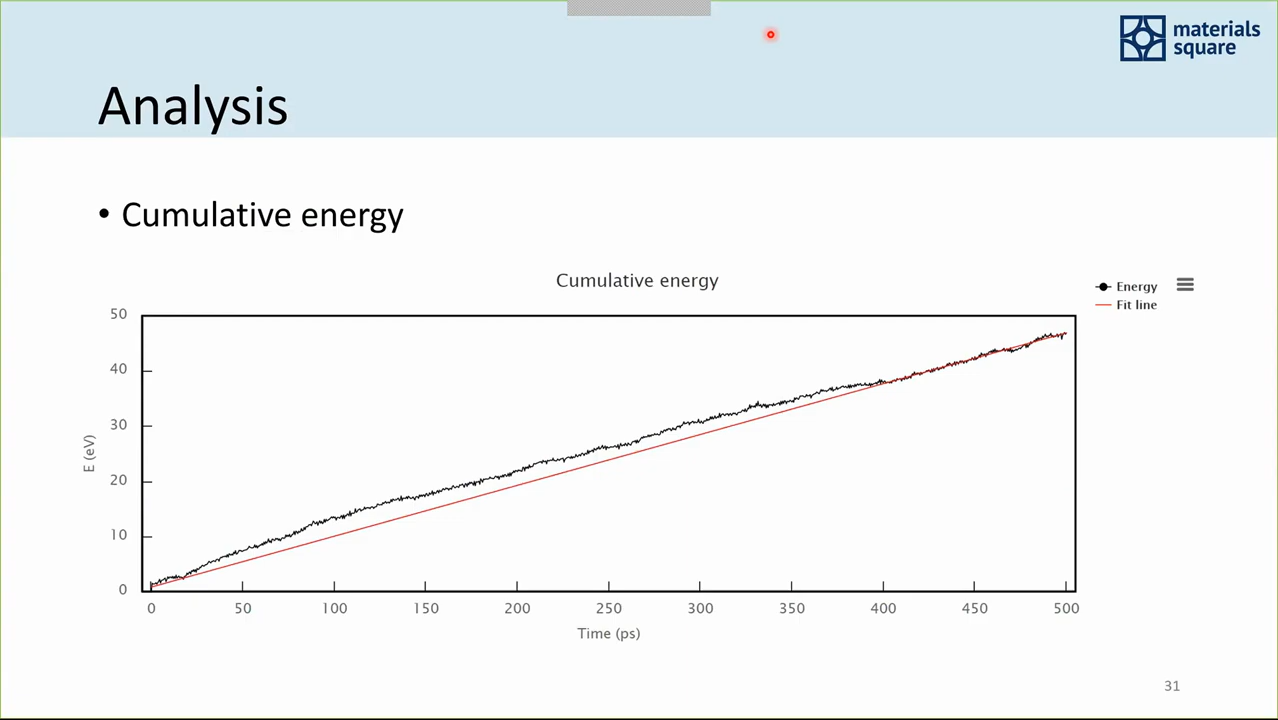 materials
square
Analysis
• Cumulative energy
Cumulative energy
Energy
Fit line
50
40
30
20
10
0
E (eV)
0 50 100 150 200 250 300 350 400 450 500
Time (ps)
31